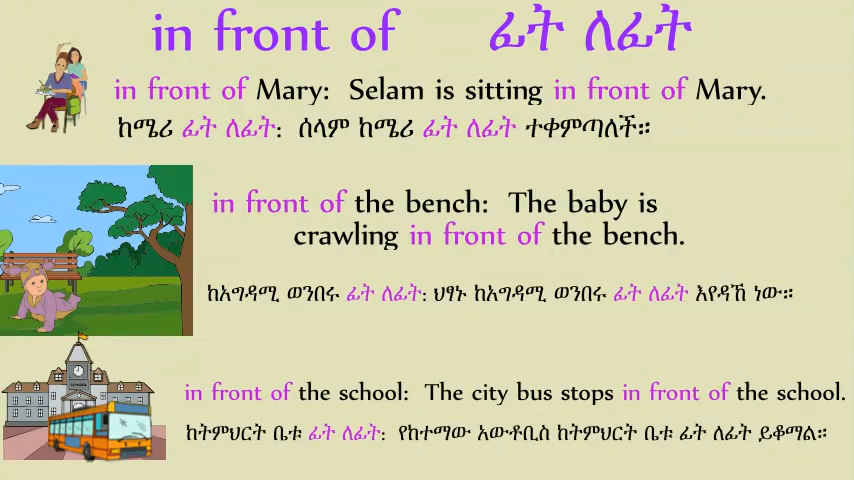 in front of ፊት ለፊት
in front of Mary: Selam is sitting in front of Mary.
ከሜሪ ፊት ለፊት: ሰላም ከሜሪ ፊት ለፊት ተቀምጣለች።
in front of the bench: The baby is
crawling in front of the bench.
ከአግዳሚ ወንበሩ ፊት ለፊት: ህፃኑ ከአግዳሚ ወንበሩ ፊት ለፊት እየዳኸ ነው።
in front of the school: The city bus stops in front of the school.
ከትምህርት ቤቱ ፊት ለፊት: የከተማው አውቶቢስ ከትምህርት ቤቱ ፊት ለፊት ይቆማል።